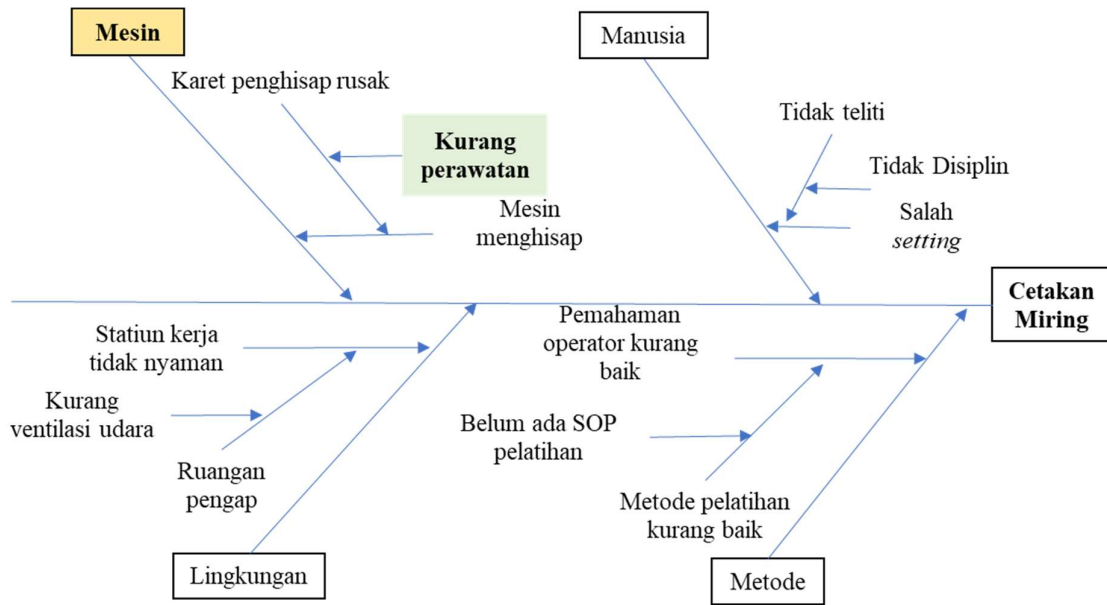 Mesin
Manusia
Karet penghisap rusak
Kurang
perawatan
Mesin
menghisap
Tidak teliti
Tidak Disiplin
Salah
setting
Cetakan
Miring
Statiun kerja
tidak nyaman
Kurang
ventilasi udara
Ruangan
pengap
Lingkungan
Pemahaman
operator kurang
baik
Belum ada SOP
pelatihan
Metode pelatihan
kurang baik
Metode